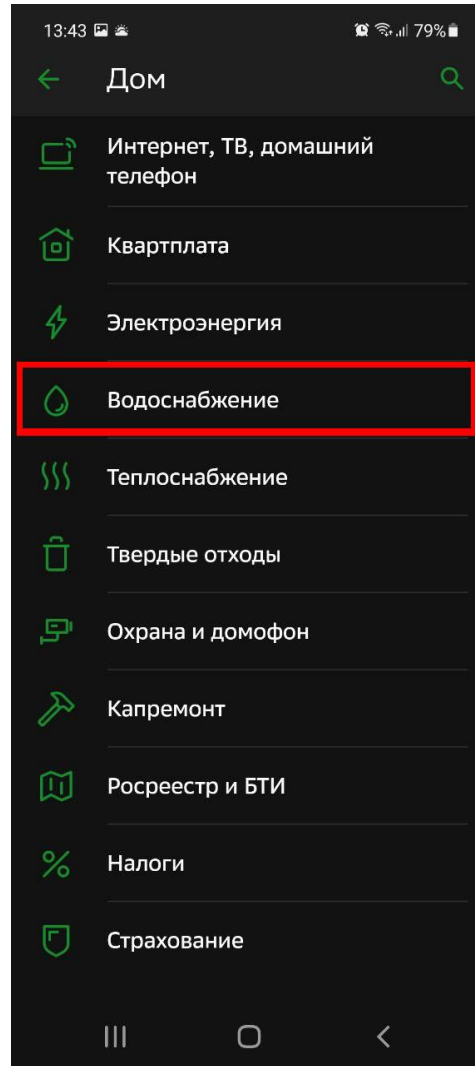 13:43 79%
Дом
Интернет, ТВ, домашний
телефон
Квартплата
Электроэнергия
Водоснабжение
Теплоснабжение
Твердые отходы
Охрана и домофон
Капремонт
Росреестр и БТИ
Налоги
Страхование